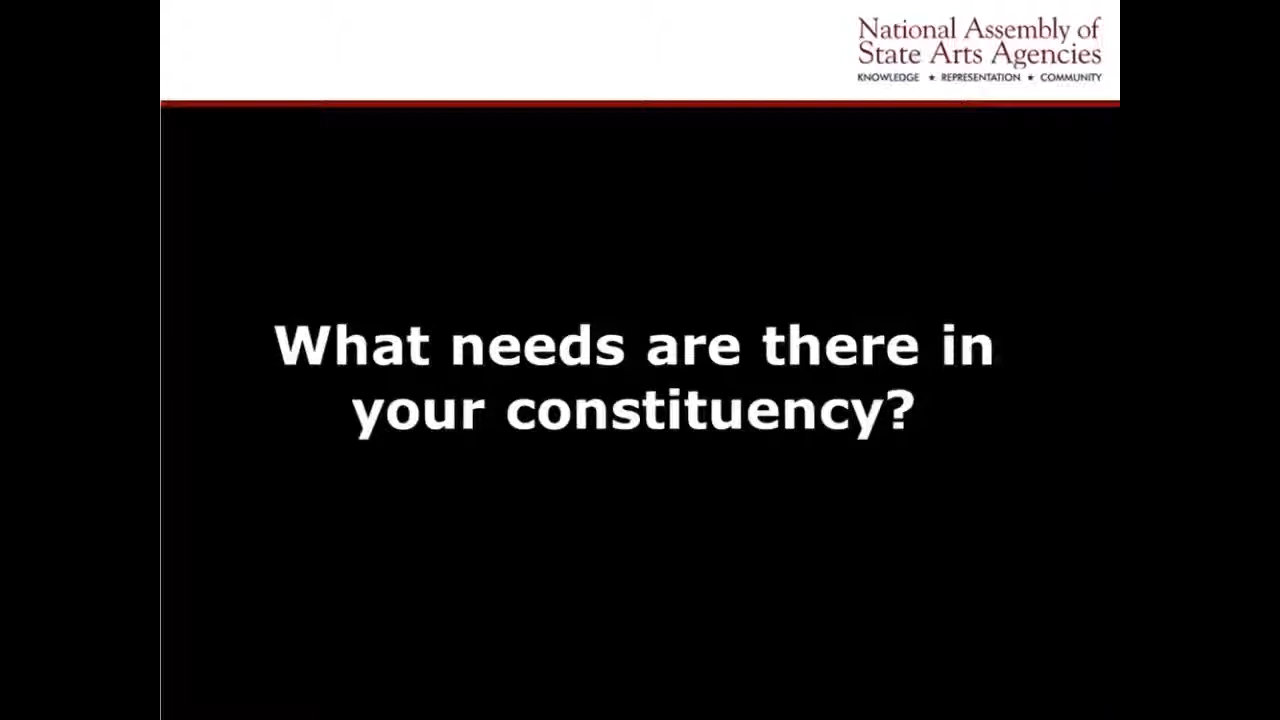 National Assembly of
State Arts Agencies
KNOWLEDGE ★ REPRESENTATION ★ COMMUNITY
What needs are there in
your constituency?